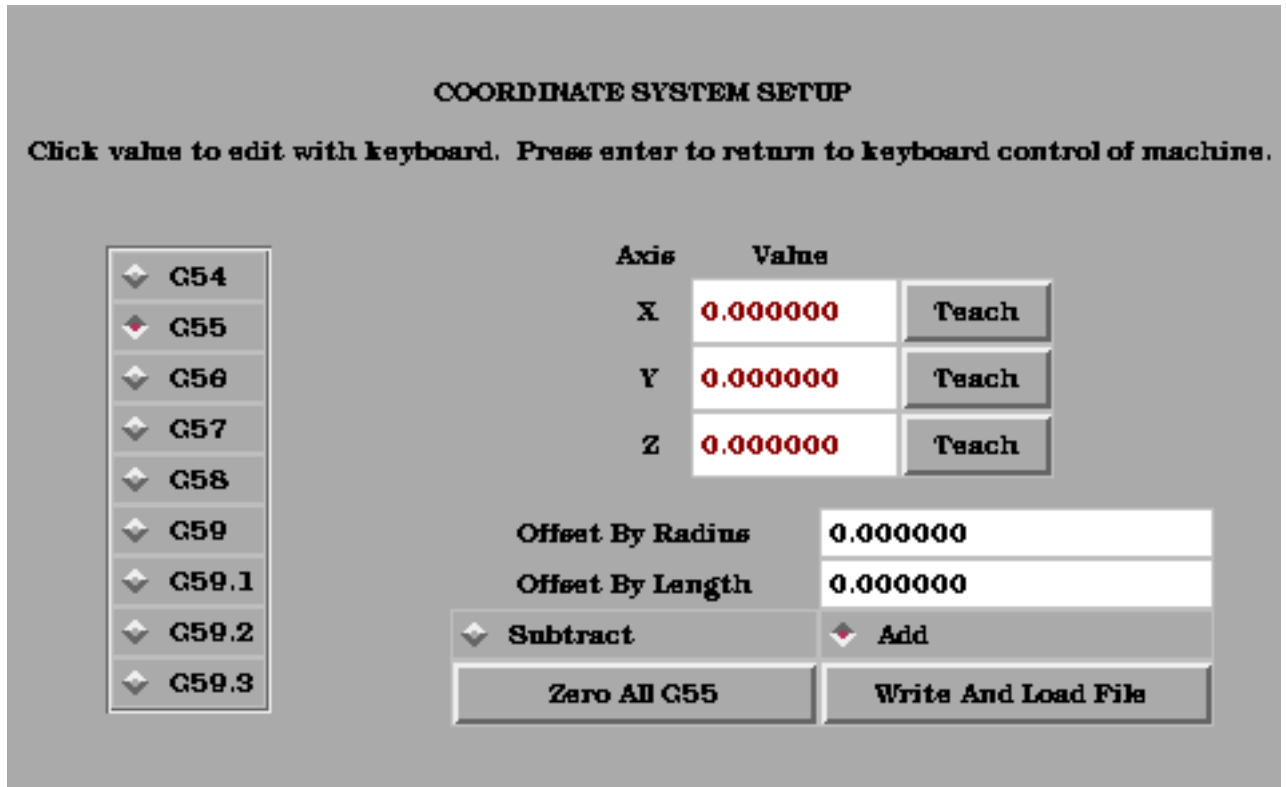 COORDINATE SYSTEM SETUP
Click value to edit with keyboard. Press enter to return to keyboard control of machine.
G54
G55
G56
G57
G58
G59
G59.1
G59.2
G59.3
Axis Value
X 0.000000 Teach
Y 0.000000 Teach
Z 0.000000 Teach
Offset By Radius 0.000000
Offset By Length 0.000000
Subtract Add
Zero All G55 Write And Load File